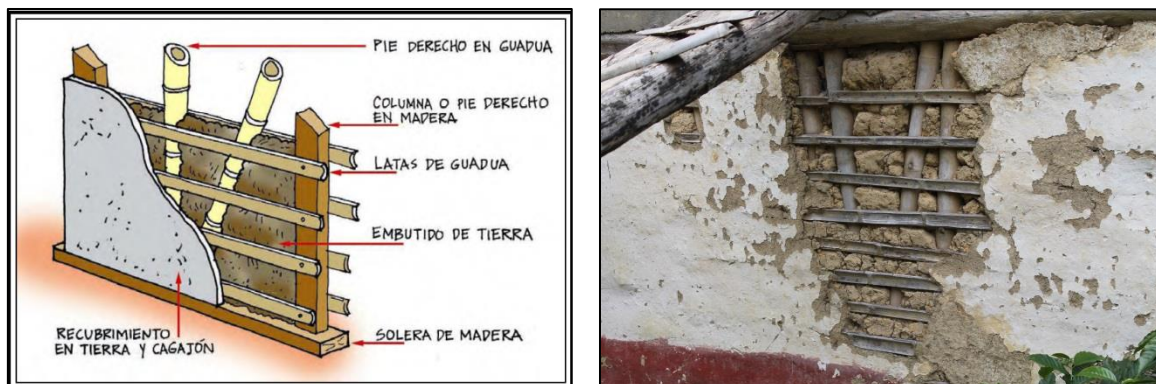 PIE DERECHO EN GUADUA
COLUMNA O PIE DERECHO
EN MADERA
LATAS DE GUADUA
EMBUTIDO DE TIERRA
SOLERA DE MADERA
RECUBRIMIENTO
EN TIERRA Y CAGAJÓN